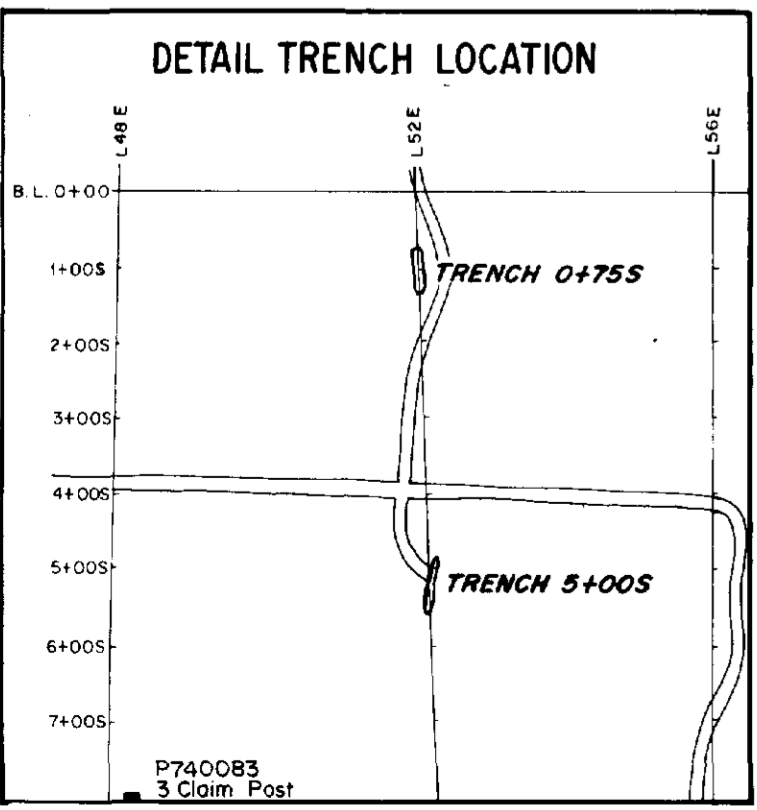 DETAIL TRENCH LOCATION
L48E
L52E
L56E
B.L. 0+00
1+00S
TRENCH 0+75S
2+00S
3+00S
4+00S
5+00S
TRENCH 5+00S
6+00S
7+00S
P740083
3 Claim Post